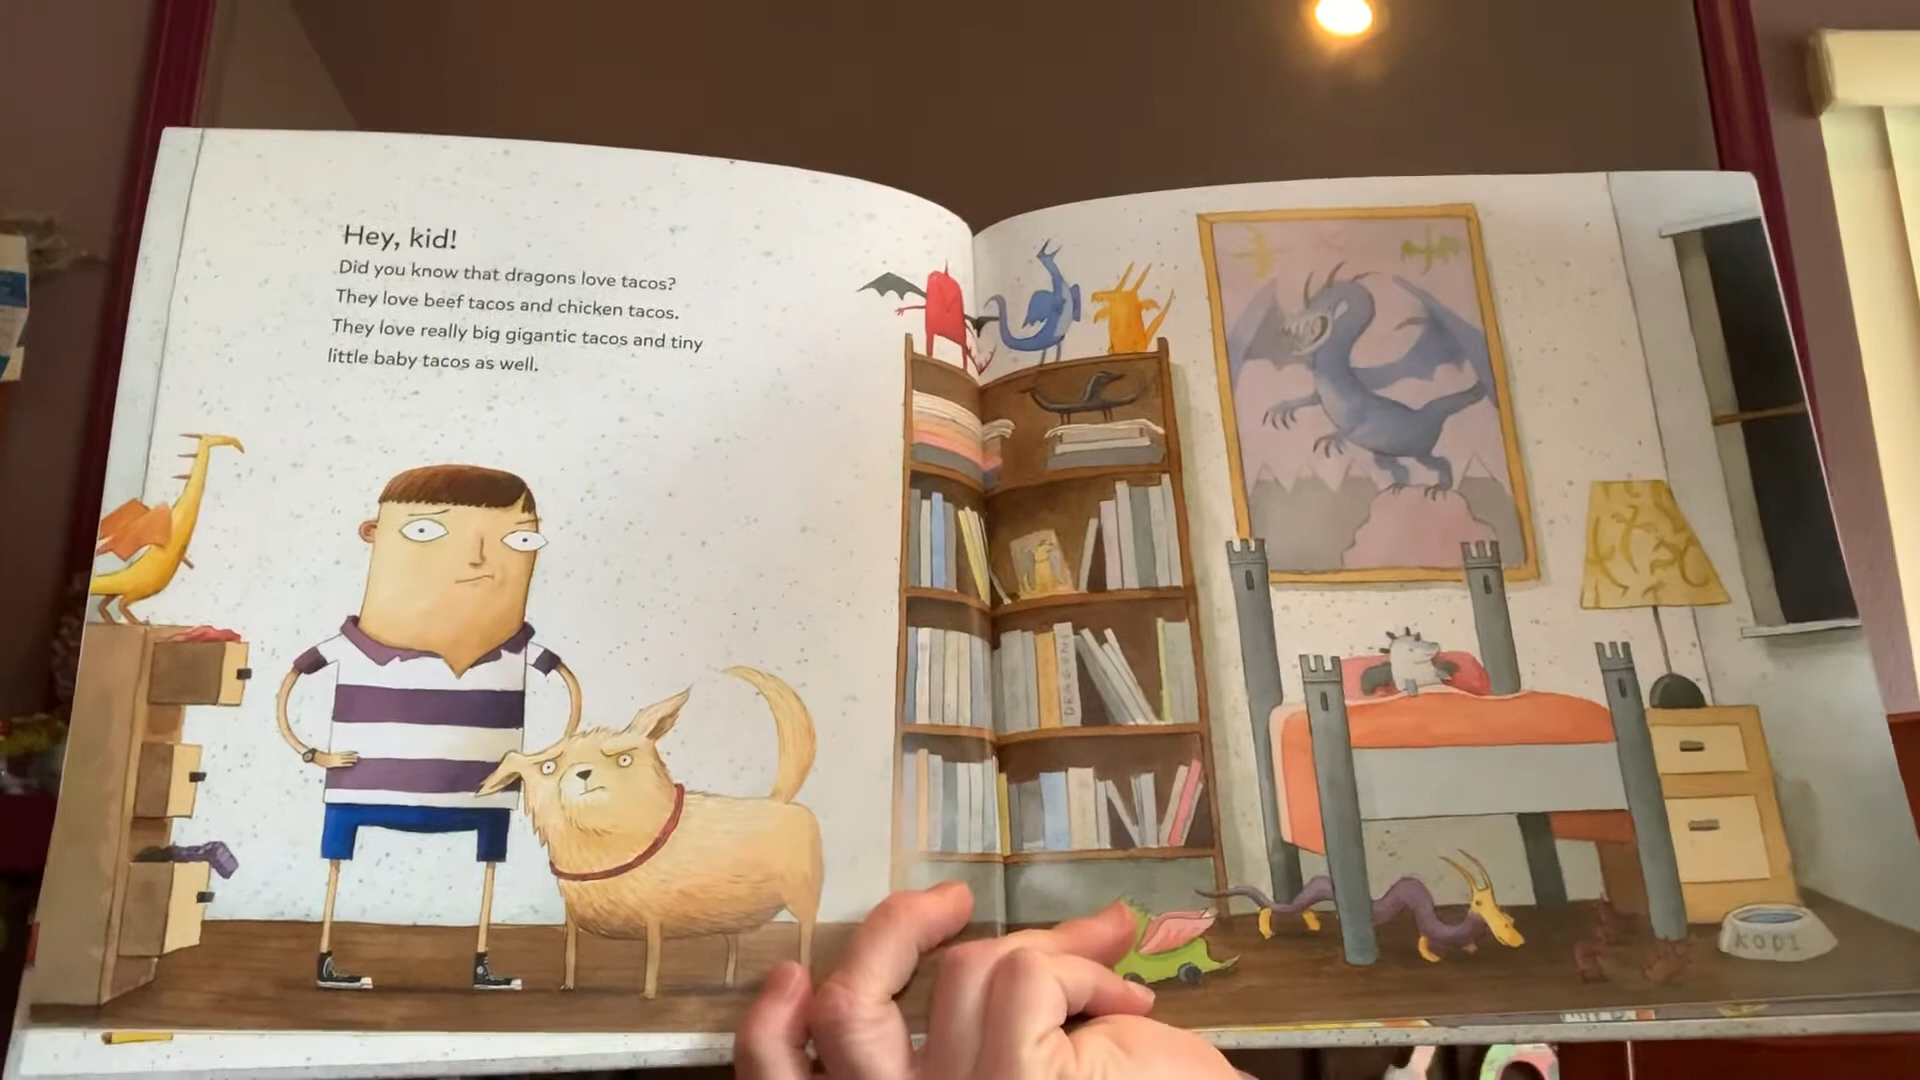 Hey, kid!
Did you know that dragons love tacos?
They love beef tacos and chicken tacos.
They love really big gigantic tacos and tiny
little baby tacos as well.
DRAGON
KODI